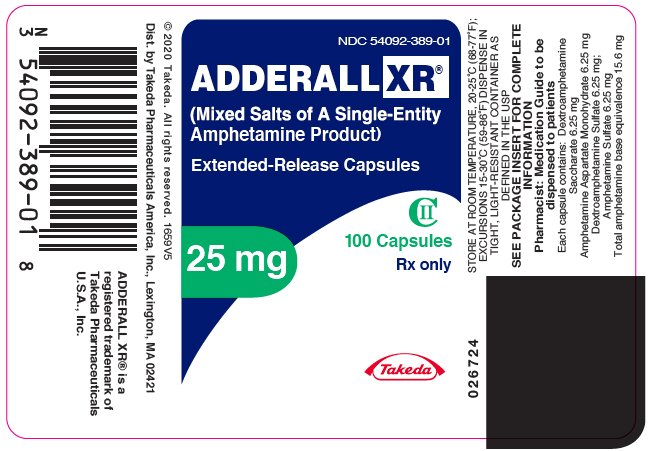 NDC 54092-389-01
ADDERALL XR®
(Mixed Salts of A Single-Entity
Amphetamine Product)
Extended-Release Capsules
CII
100 Capsules
25 mg
Rx only
Takeda
N
3 54092-389-01 8
ADDERALL XR® is a
registered trademark of
Takeda Pharmaceuticals
U.S.A., Inc.
Dist. by Takeda Pharmaceuticals America, Inc., Lexington, MA 02421
© 2020 Takeda. All rights reserved. 1659V5
STORE AT ROOM TEMPERATURE, 20-25˚C (68-77˚F);
EXCURSIONS 15-30˚C (59-86˚F) DISPENSE IN
TIGHT, LIGHT-RESISTANT CONTAINER AS
DEFINED IN THE USP
SEE PACKAGE INSERT FOR COMPLETE
INFORMATION
Pharmacist: Medication Guide to be
dispensed to patients
Each capsule contains: Dextroamphetamine
Saccharate 6.25 mg
Amphetamine Aspartate Monohydrate 6.25 mg
Dextroamphetamine Sulfate 6.25 mg;
Amphetamine Sulfate 6.25 mg
Total amphetamine base equivalence 15.6 mg
026724